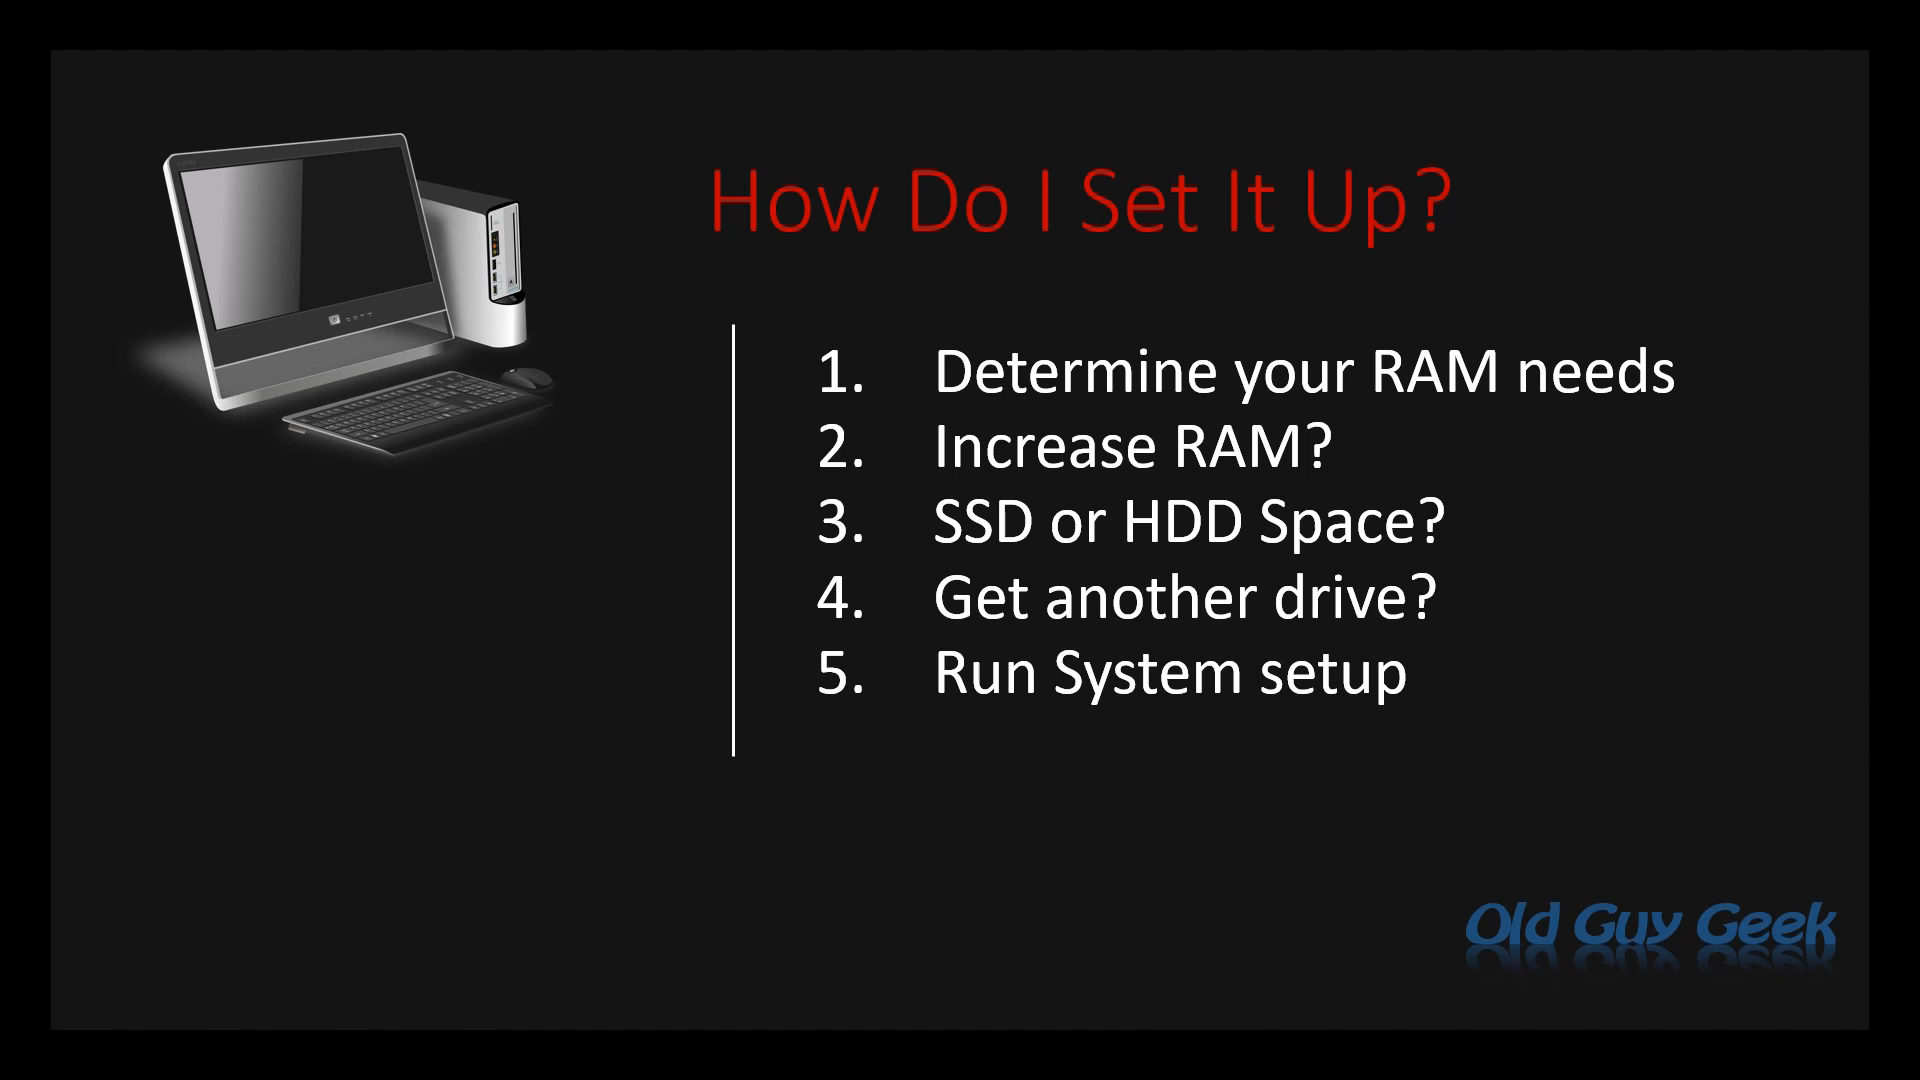 How Do I Set It Up?
1. Determine your RAM needs
2. Increase RAM?
3. SSD or HDD Space?
4. Get another drive?
5. Run System setup
Old Guy Geek